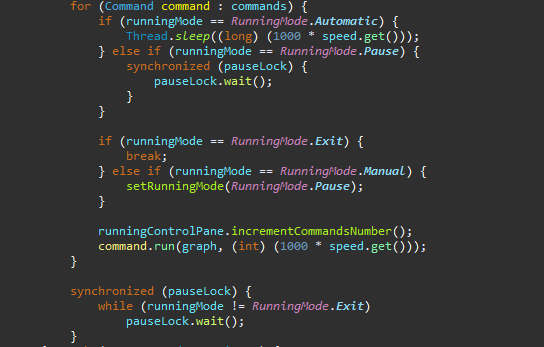 for (Command command : commands) {
if (runningMode == RunningMode.Automatic) {
Thread.sleep((long) (1000 * speed.get()));
} else if (runningMode == RunningMode.Pause) {
synchronized (pauseLock) {
pauseLock.wait();
}
}
if (runningMode == RunningMode.Exit) {
break;
} else if (runningMode == RunningMode.Manual) {
setRunningMode(RunningMode.Pause);
}
runningControlPane.incrementCommandsNumber();
command.run(graph, (int) (1000 * speed.get()));
}
synchronized (pauseLock) {
while (runningMode != RunningMode.Exit)
pauseLock.wait();
}